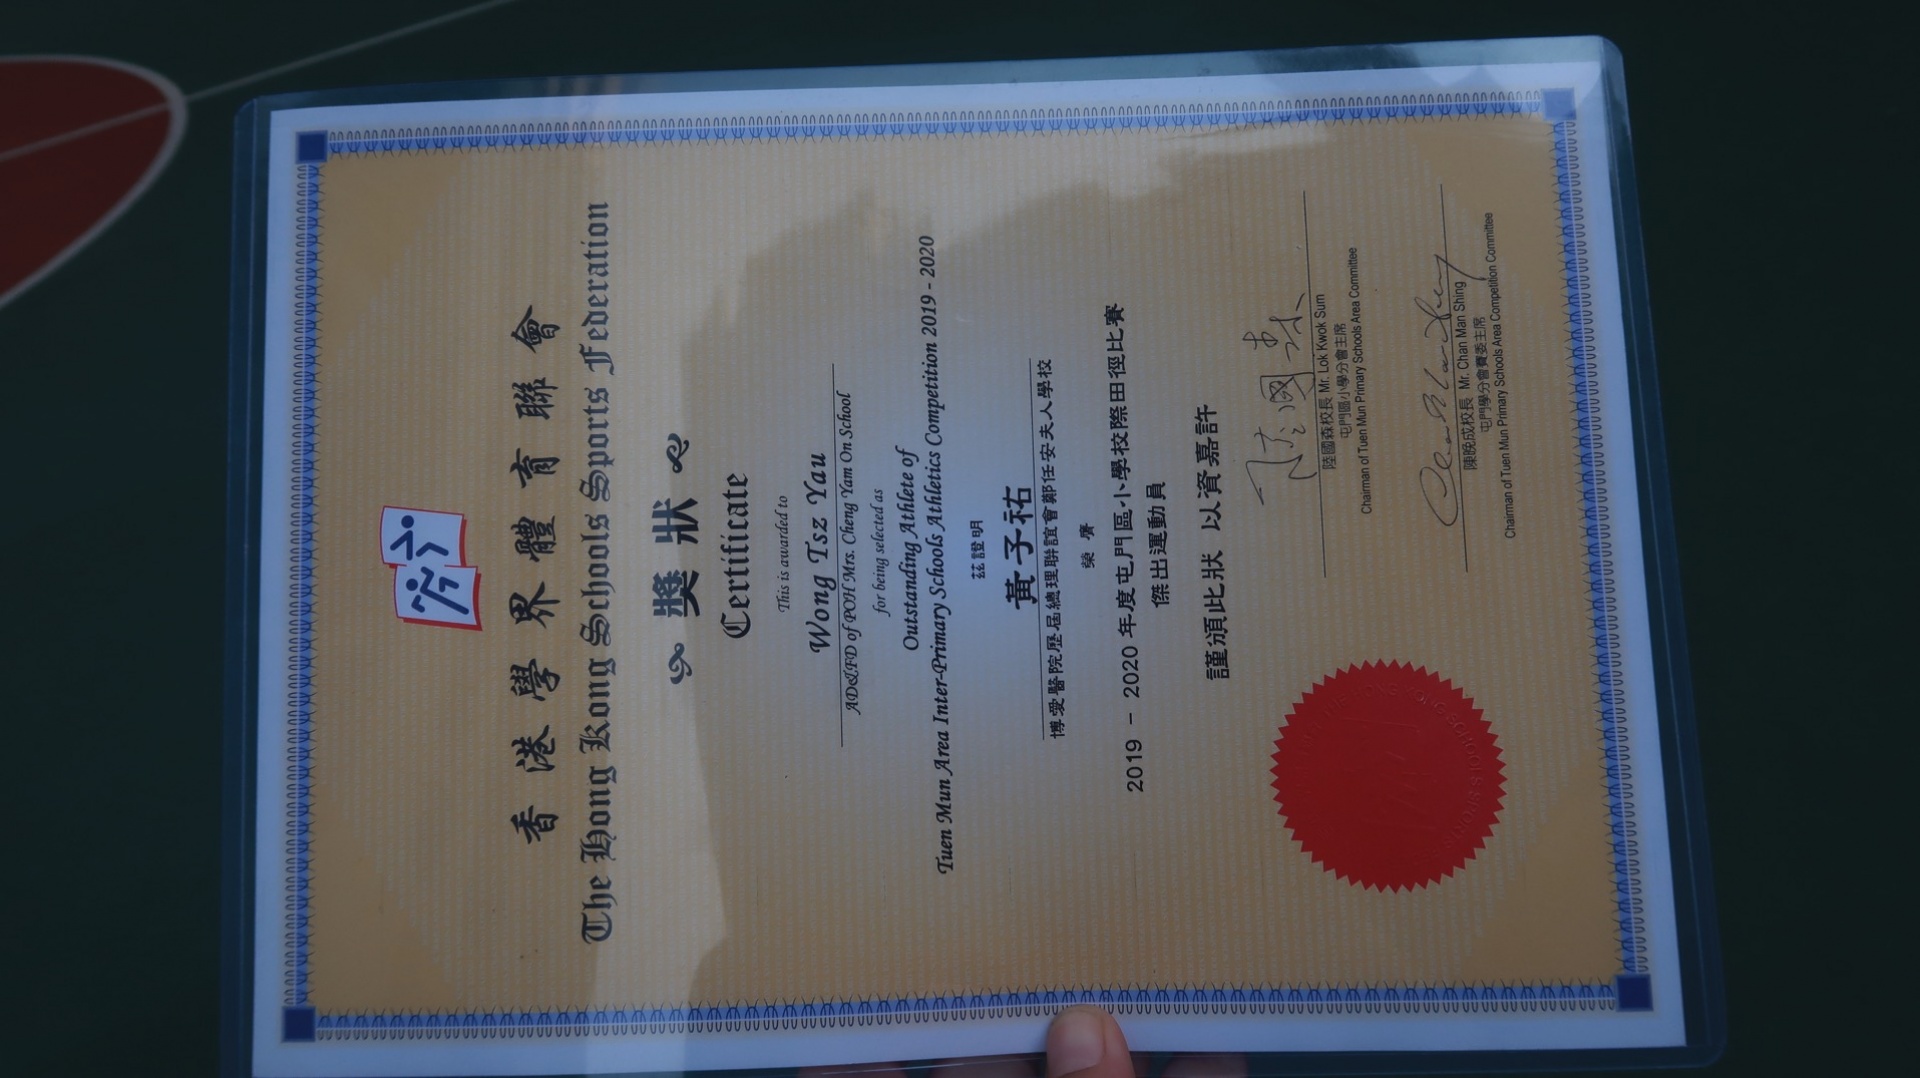 香港學界體育聯會
The Hong Kong Schools Sports Federation
獎狀
Certificate
This is awarded to
Wong Tsz Yau
AD&FD of POH Mrs. Cheng Yam On School
for being selected as
Outstanding Athlete of
Tuen Mun Area Inter-Primary Schools Athletics Competition 2019 - 2020
茲證明
黃子祐
博愛醫院歷屆總理聯誼會鄭任安夫人學校
榮膺
2019 - 2020 年度屯門區小學校際田徑比賽
傑出運動員
謹頒此狀 以資嘉許
陸國森
陸國森校長 Mr. Lok Kwok Sum
屯門區小學分會主席
Chairman of Tuen Mun Primary Schools Area Committee
陳晚成校長 Mr. Chan Man Shing
屯門學分會賽委主席
Chairman of Tuen Mun Primary Schools Area Competition Committee